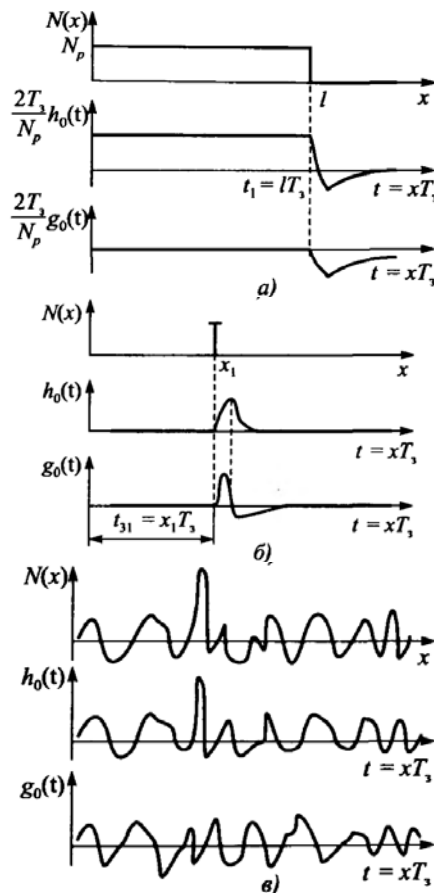 N(x)
N_p
l
x
2T_з/N_p h_0(t)
t_1 = lT_з
t = xT_з
2T_з/N_p g_0(t)
t = xT_з
а)
N(x)
x_1
x
h_0(t)
t = xT_з
g_0(t)
t_31 = x_1T_з
t = xT_з
б)
N(x)
x
h_0(t)
t = xT_з
g_0(t)
t = xT_з
в)